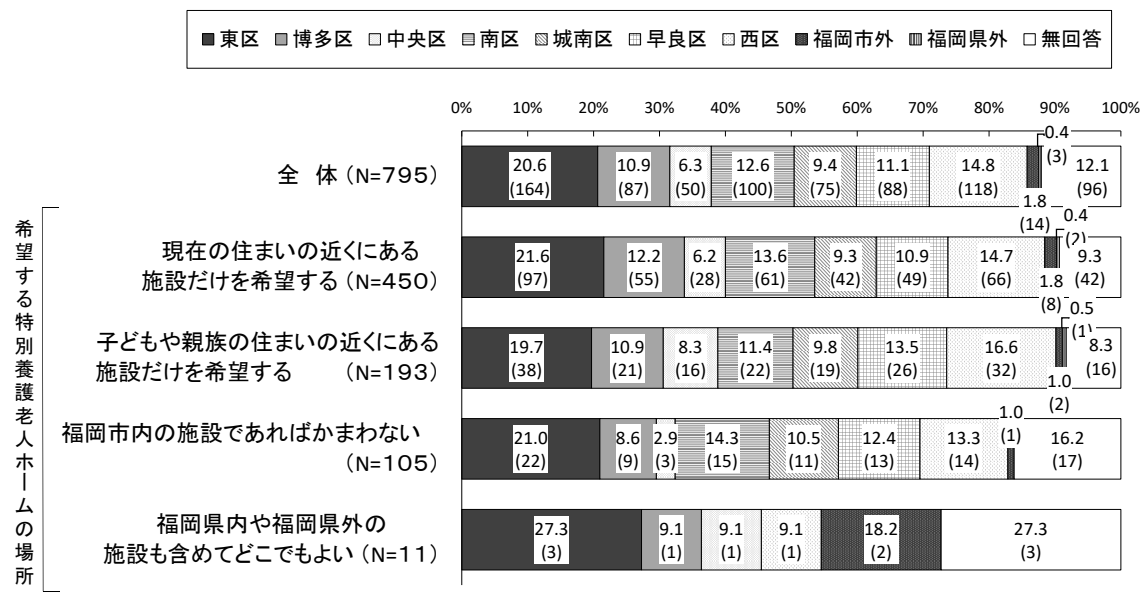 東区 博多区 中央区 南区 城南区 早良区 西区 福岡市外 福岡県外 無回答
0% 10% 20% 30% 40% 50% 60% 70% 80% 90% 100%
希望する特別養護老人ホームの場所
全 体（N=795）
20.6 10.9 6.3 12.6 9.4 11.1 14.8 1.8 0.4 12.1
(164) (87) (50) (100) (75) (88) (118) (14) (3) (96)
現在の住まいの近くにある
施設だけを希望する（N=450）
21.6 12.2 6.2 13.6 9.3 10.9 14.7 1.8 0.4 9.3
(97) (55) (28) (61) (42) (49) (66) (8) (2) (42)
子どもや親族の住まいの近くにある
施設だけを希望する （N=193）
19.7 10.9 8.3 11.4 9.8 13.5 16.6 1.0 0.5 8.3
(38) (21) (16) (22) (19) (26) (32) (2) (1) (16)
福岡市内の施設であればかまわない
（N=105）
21.0 8.6 2.9 14.3 10.5 12.4 13.3 1.0 16.2
(22) (9) (3) (15) (11) (13) (14) (1) (17)
福岡県内や福岡県外の
施設も含めてどこでもよい（N=11）
27.3 9.1 9.1 9.1 18.2 27.3
(3) (1) (1) (1) (2) (3)